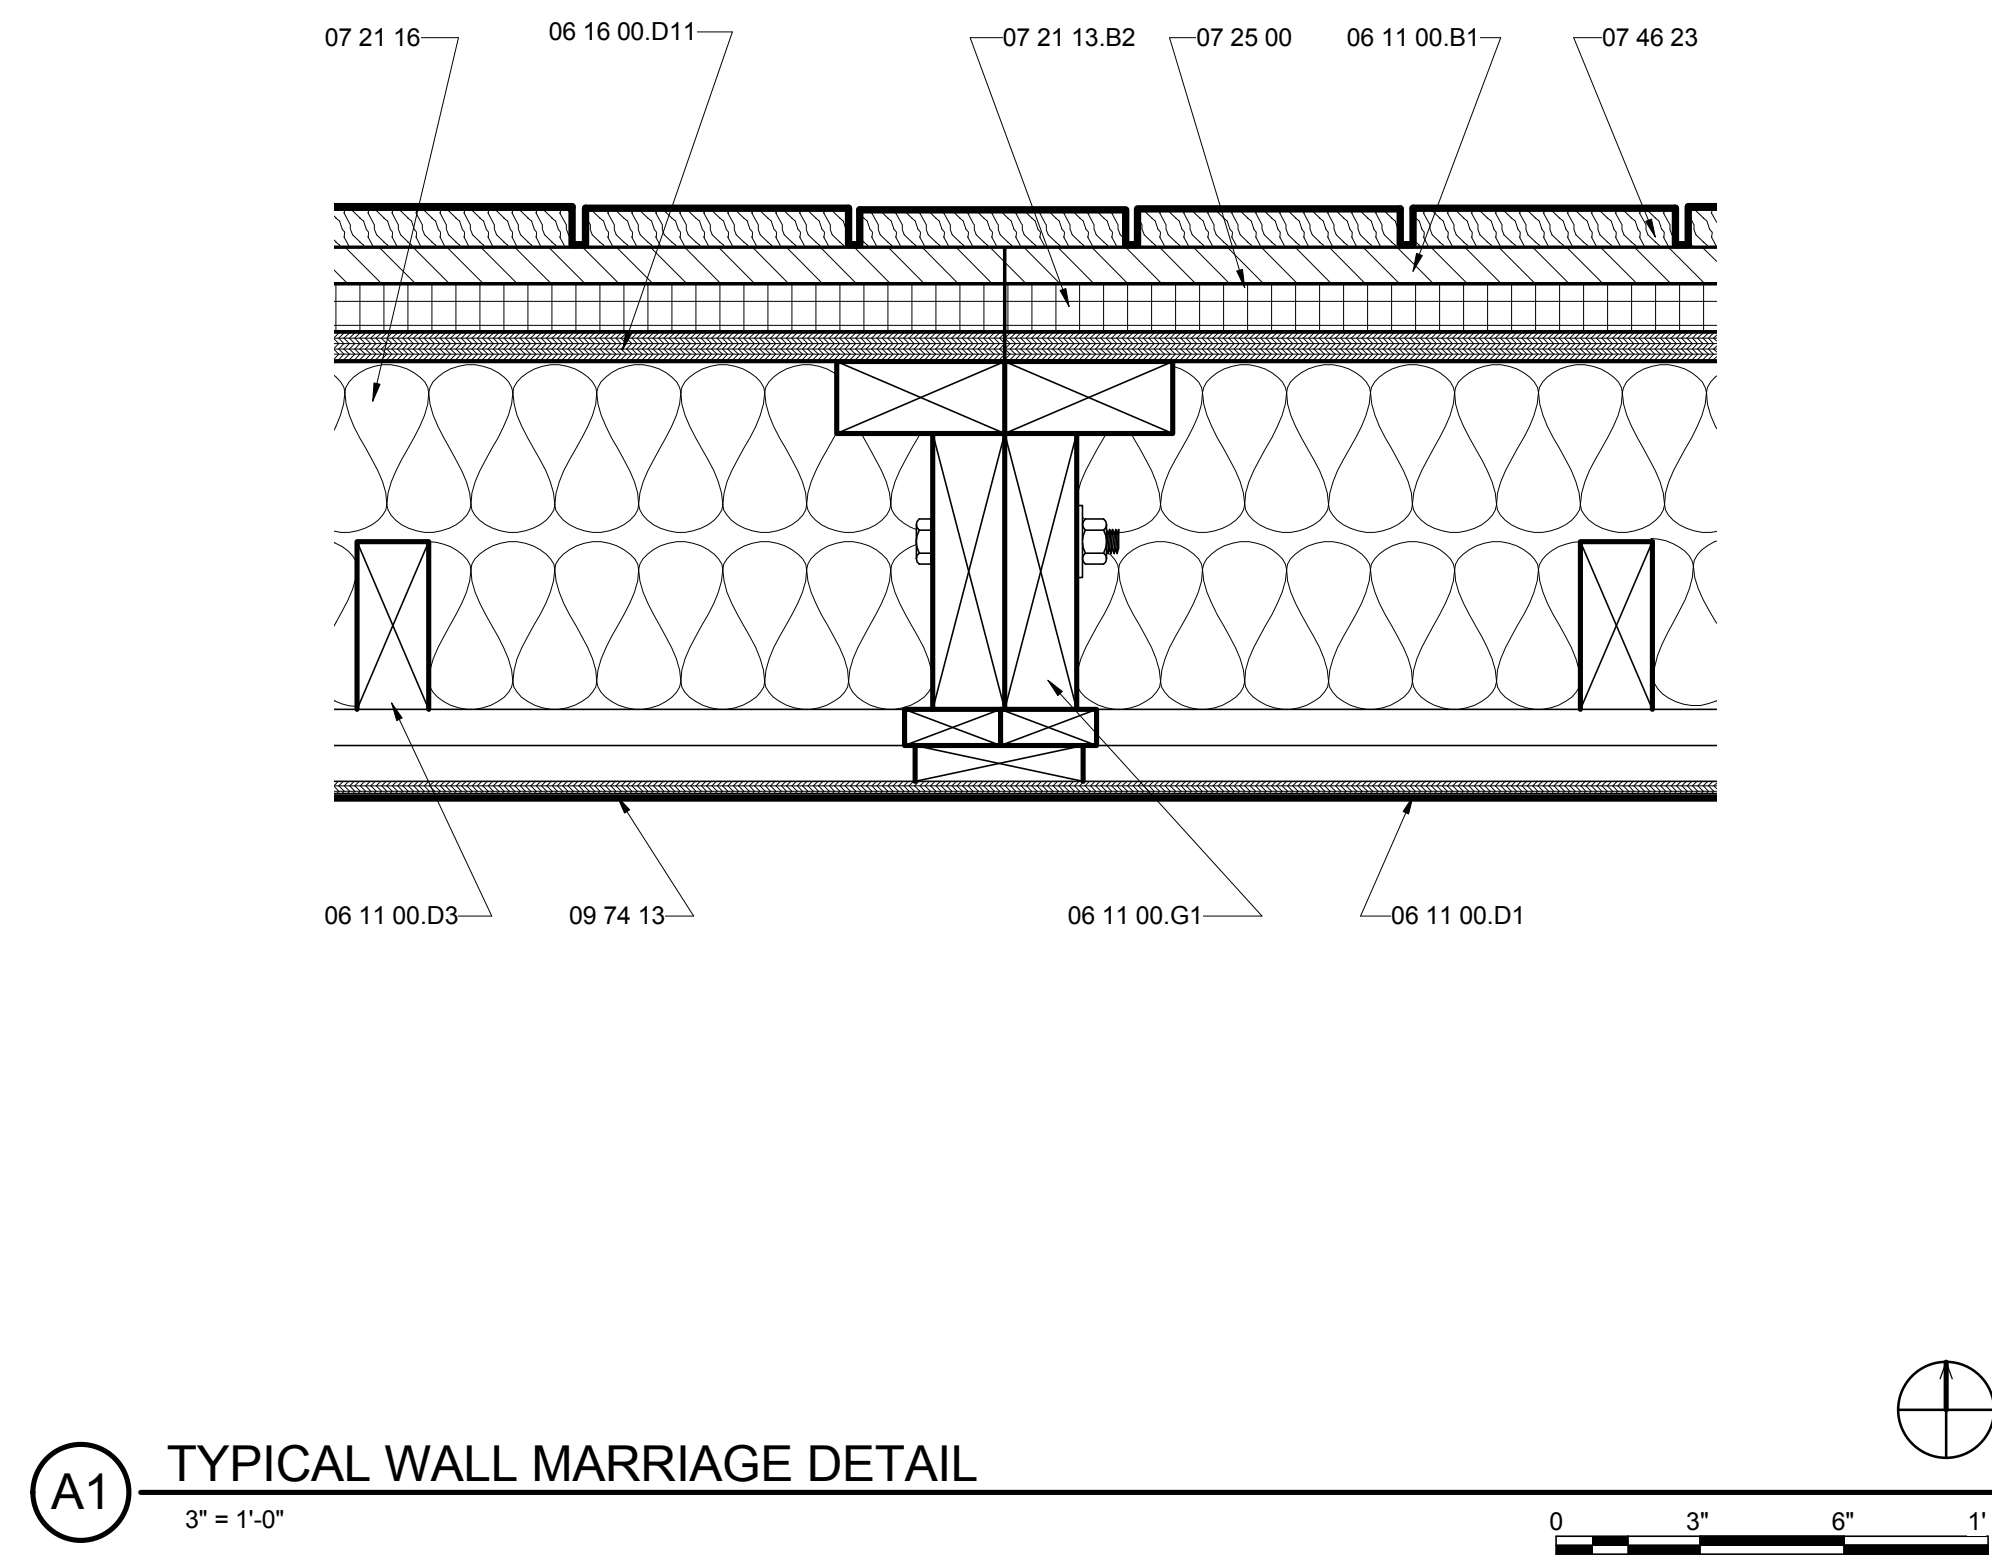 07 21 16
06 16 00.D11
07 21 13.B2
07 25 00
06 11 00.B1
07 46 23
06 11 00.D3
09 74 13
06 11 00.G1
06 11 00.D1
A1
TYPICAL WALL MARRIAGE DETAIL
3" = 1'-0"
0 3" 6" 1'